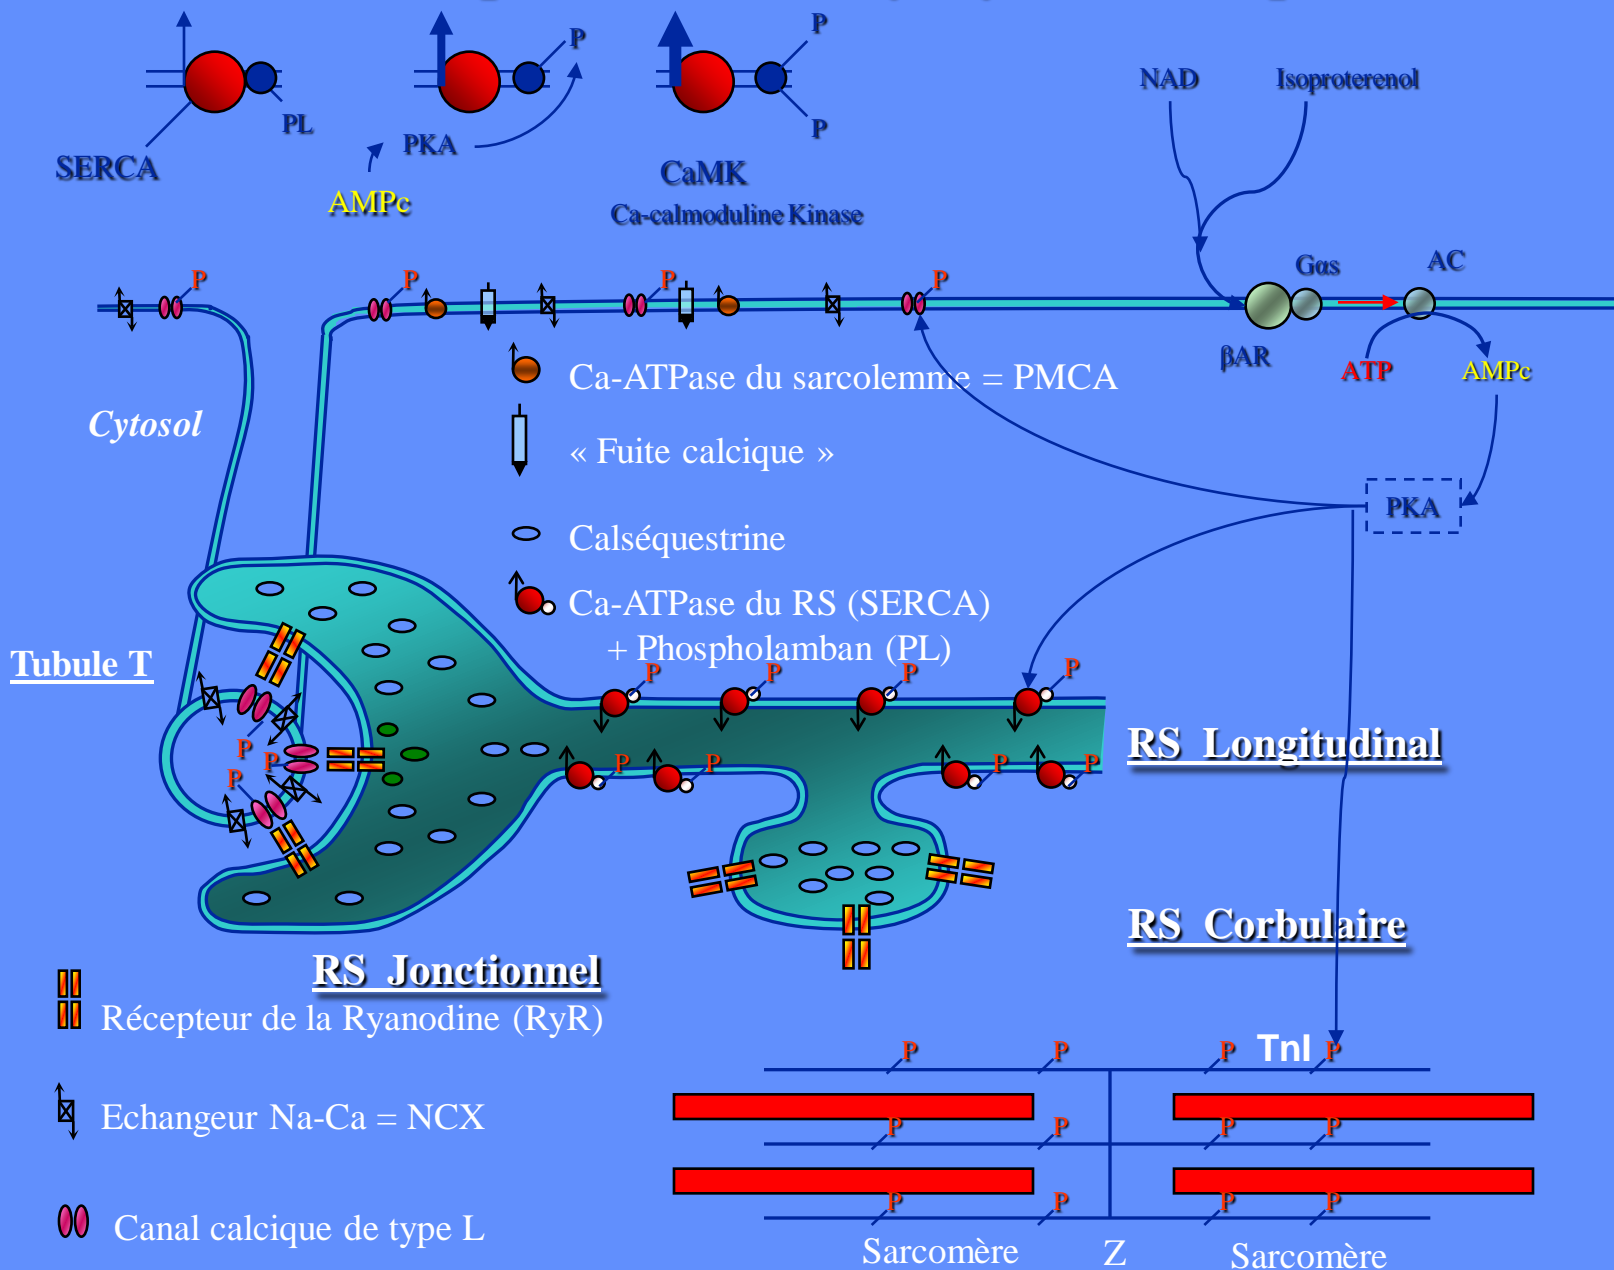 P
P
PL
PKA
P
SERCA
AMPc
CaMK
Ca-calmoduline Kinase
NAD
Isoproterenol
P
P
P
P
Gαs
AC
βAR
ATP
AMPc
PKA
Ca-ATPase du sarcolemme = PMCA
« Fuite calcique »
Calséquestrine
Ca-ATPase du RS (SERCA)
+ Phospholamban (PL)
Cytosol
Tubule T
P
P
P
P
P
P
P
P
P
P
P
RS Longitudinal
RS Corbulaire
RS Jonctionnel
Récepteur de la Ryanodine (RyR)
Echangeur Na-Ca = NCX
Canal calcique de type L
P
P
P
TnI
P
P
P
P
P
P
P
P
P
Sarcomère
Z
Sarcomère